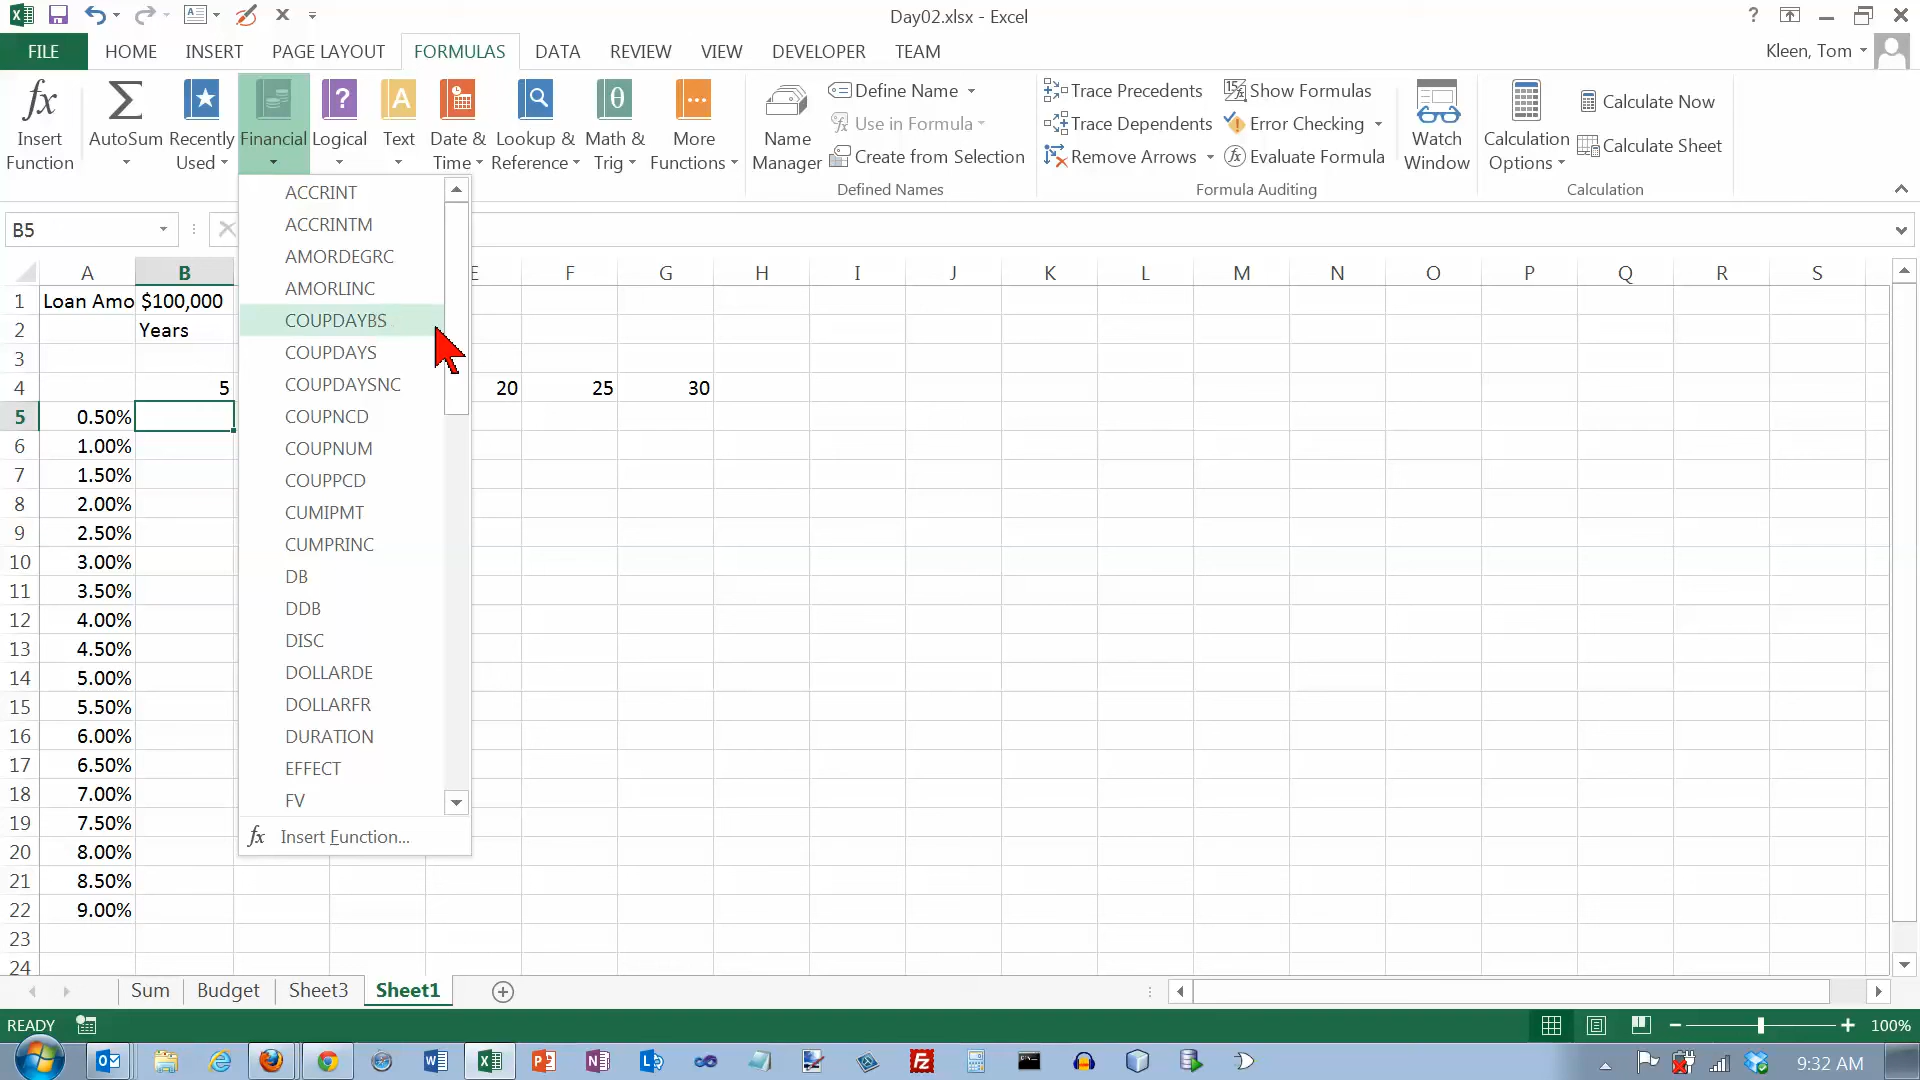 Day02.xlsx - Excel
FILE HOME INSERT PAGE LAYOUT FORMULAS DATA REVIEW VIEW DEVELOPER TEAM Kleen, Tom
Insert Function
AutoSum
Recently Used
Financial
Logical
Text
Date & Time
Lookup & Reference
Math & Trig
More Functions
Name Manager
Define Name
Use in Formula
Create from Selection
Defined Names
Trace Precedents
Trace Dependents
Remove Arrows
Show Formulas
Error Checking
Evaluate Formula
Formula Auditing
Watch Window
Calculation Options
Calculate Now
Calculate Sheet
Calculation
B5
ACCRINT
ACCRINTM
AMORDEGRC
AMORLINC
COUPDAYBS
COUPDAYS
COUPDAYSNC
COUPNCD
COUPNUM
COUPPCD
CUMIPMT
CUMPRINC
DB
DDB
DISC
DOLLARDE
DOLLARFR
DURATION
EFFECT
FV
fx Insert Function...
A B E F G H I J K L M N O P Q R S
1 Loan Amo $100,000
2 Years
3
4 5 20 25 30
5 0.50%
6 1.00%
7 1.50%
8 2.00%
9 2.50%
10 3.00%
11 3.50%
12 4.00%
13 4.50%
14 5.00%
15 5.50%
16 6.00%
17 6.50%
18 7.00%
19 7.50%
20 8.00%
21 8.50%
22 9.00%
23
24
Sum Budget Sheet3 Sheet1
READY 100%
9:32 AM